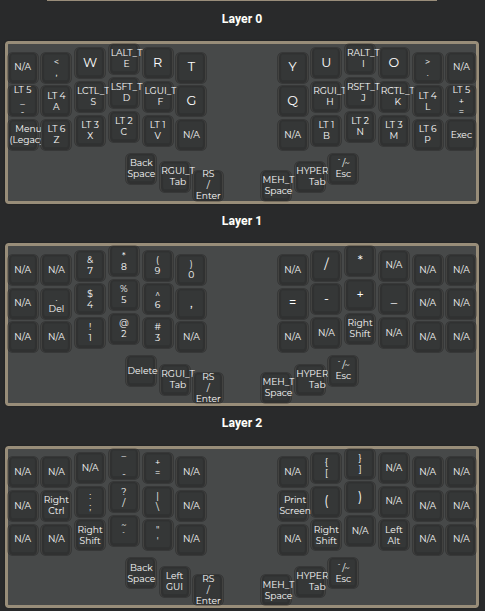 Layer 0
N/A < , W LALT_T E R T Y U RALT_T I O > . N/A
LT 5 _ - LT 4 A LCTL_T S LSFT_T D LGUI_T F G Q RGUI_T H RSFT_T J RCTL_T K LT 4 L LT 5 + =
Menu (Legac LT 6 Z LT 3 X LT 2 C LT 1 V N/A LT 1 B LT 2 N LT 3 M LT 6 P Exec
Back Space RGUI_T Tab RS / Enter MEH_T Space HYPER Tab ` /~ Esc
Layer 1
N/A N/A & 7 * 8 ( 9 ) 0 N/A / * N/A N/A N/A
N/A . Del $ 4 % 5 ^ 6 , = - + _ N/A N/A
N/A N/A ! 1 @ 2 # 3 N/A N/A N/A Right Shift N/A N/A N/A
Delete RGUI_T Tab RS / Enter MEH_T Space HYPER Tab ` /~ Esc
Layer 2
N/A N/A N/A _ - + = N/A N/A { [ } ] N/A N/A N/A
N/A Right Ctrl : ; ? / | \ N/A Print Screen ( ) N/A N/A N/A
N/A N/A Right Shift ~ ` " ' N/A N/A Right Shift N/A Left Alt N/A N/A
Back Space Left GUI RS / Enter MEH_T Space HYPER Tab ` /~ Esc